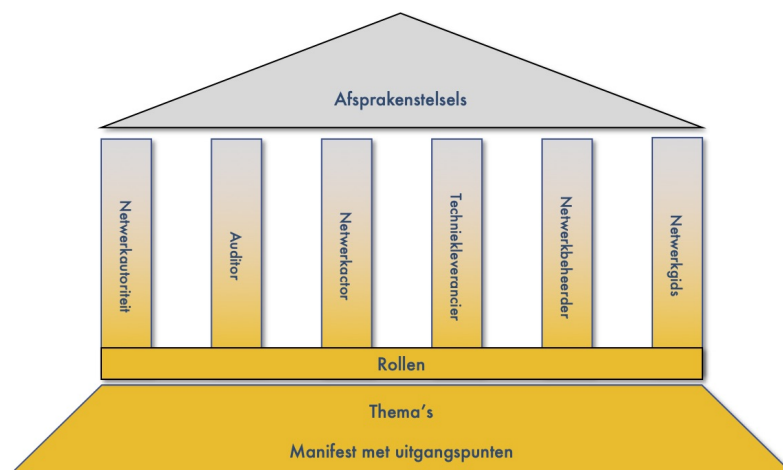 Afsprakenstelsels
Netwerkautoriteit
Auditor
Netwerkactor
Techniekleverancier
Netwerkbeheerder
Netwerkgids
Rollen
Thema's
Manifest met uitgangspunten